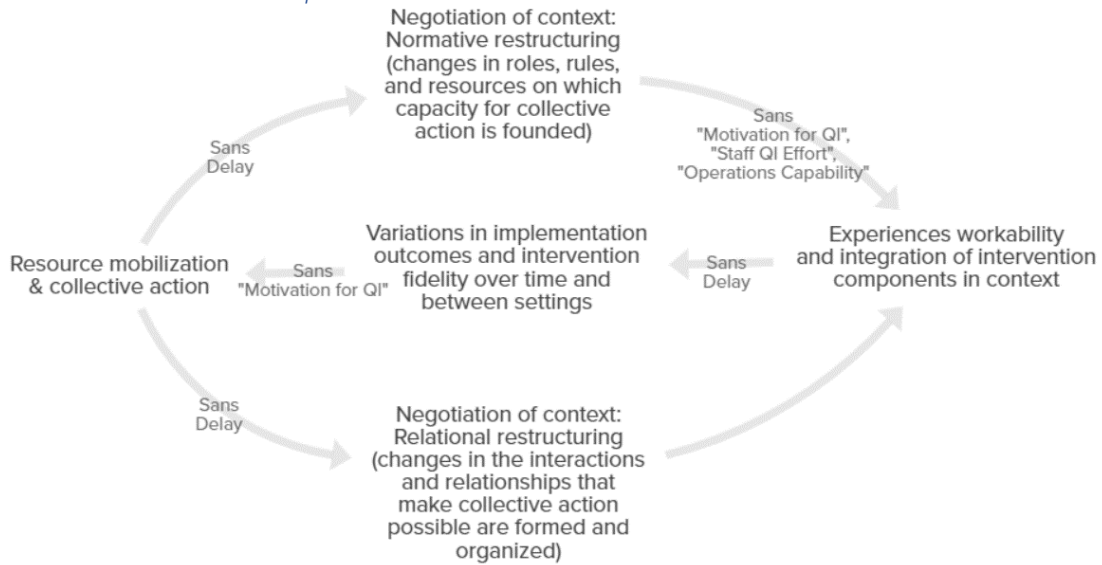 Negotiation of context:
Normative restructuring
(changes in roles, rules,
and resources on which
capacity for collective
action is founded)
Sans
"Motivation for QI",
"Staff QI Effort",
"Operations Capability"
Sans
Delay
Resource mobilization
& collective action
Sans
"Motivation for QI"
Variations in implementation
outcomes and intervention
fidelity over time and
between settings
Sans
Delay
Experiences workability
and integration of intervention
components in context
Sans
Delay
Negotiation of context:
Relational restructuring
(changes in the interactions
and relationships that
make collective action
possible are formed and
organized)